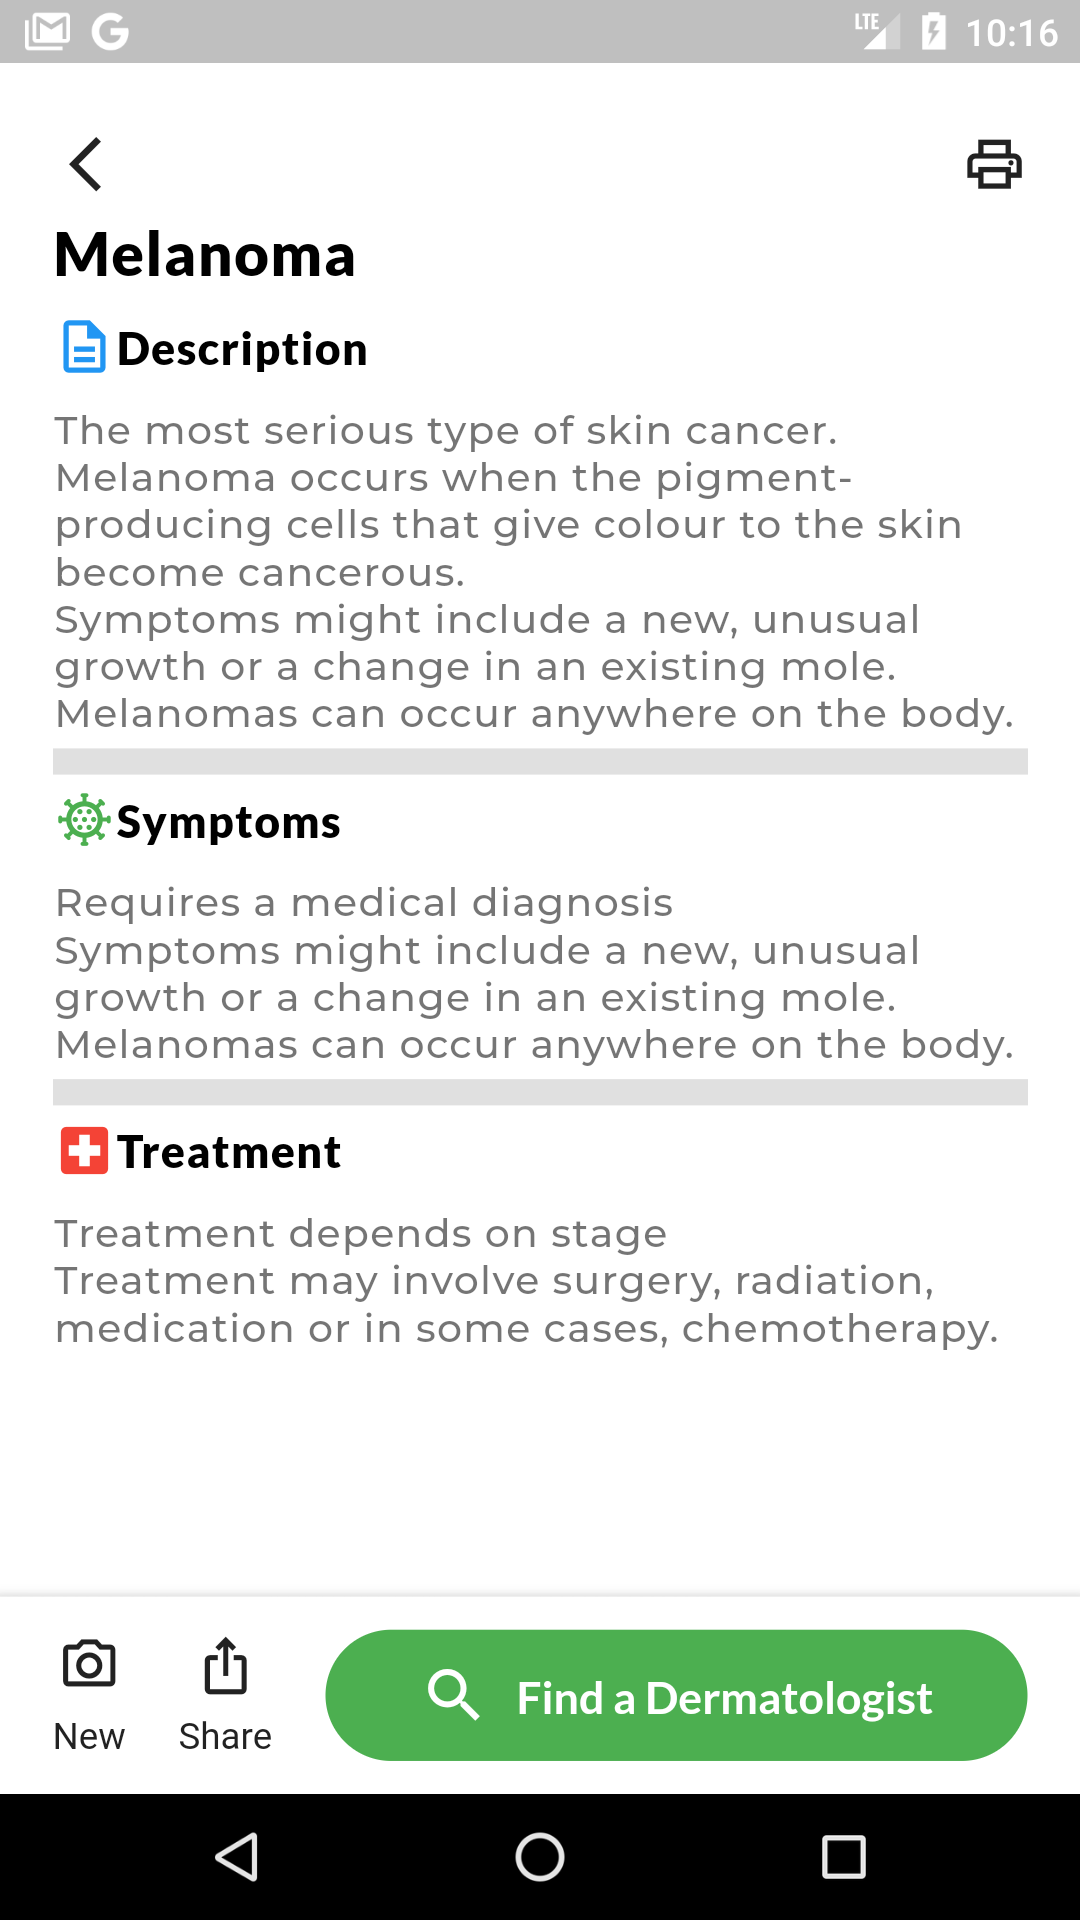 LTE 10:16
Melanoma
Description
The most serious type of skin cancer.
Melanoma occurs when the pigment-
producing cells that give colour to the skin
become cancerous.
Symptoms might include a new, unusual
growth or a change in an existing mole.
Melanomas can occur anywhere on the body.
Symptoms
Requires a medical diagnosis
Symptoms might include a new, unusual
growth or a change in an existing mole.
Melanomas can occur anywhere on the body.
Treatment
Treatment depends on stage
Treatment may involve surgery, radiation,
medication or in some cases, chemotherapy.
New
Share
Find a Dermatologist